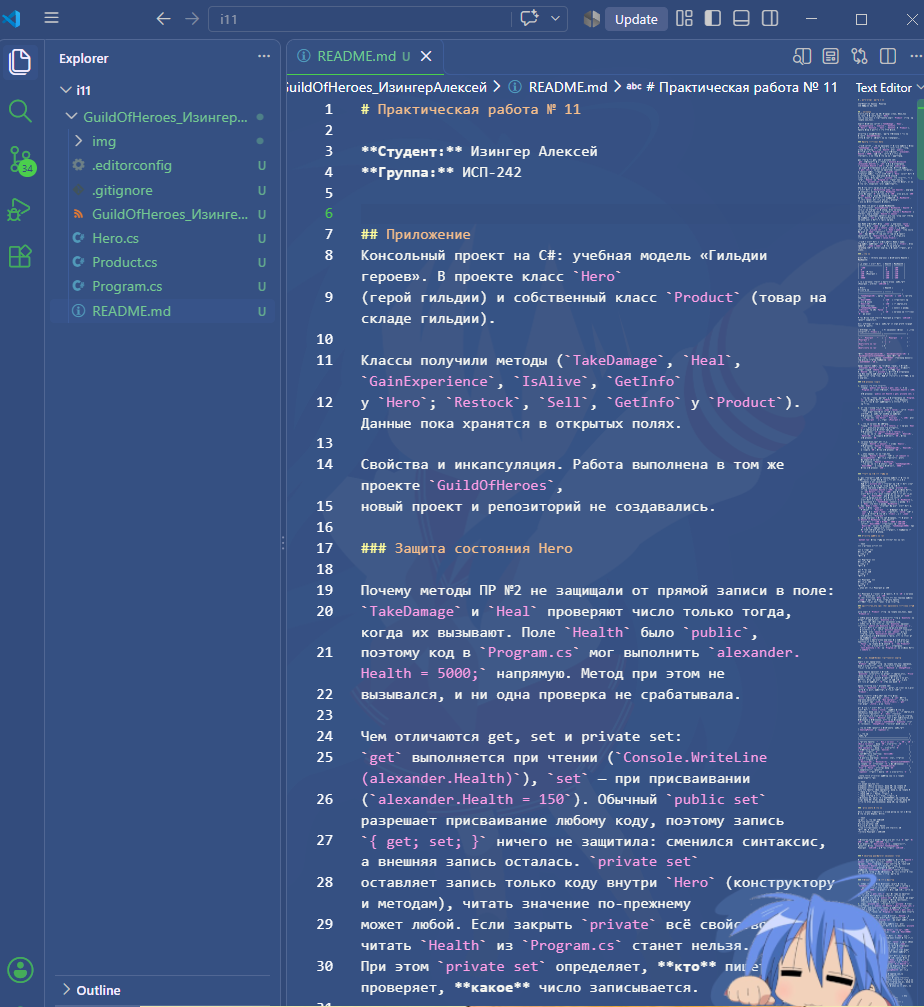 i11
Update
Explorer
i11
GuildOfHeroes_Изингер...
img
.editorconfig U
.gitignore U
GuildOfHeroes_Изинге... U
Hero.cs U
Product.cs U
Program.cs U
README.md U
34
Outline
README.md U
GuildOfHeroes_ИзингерАлексей > README.md > abc # Практическая работа № 11 Text Editor
1 # Практическая работа № 11
2
3 **Студент:** Изингер Алексей
4 **Группа:** ИСП-242
5
6
7 ## Приложение
8 Консольный проект на C#: учебная модель «Гильдии
героев». В проекте класс `Hero`
9 (герой гильдии) и собственный класс `Product` (товар на
складе гильдии).
10
11 Классы получили методы (`TakeDamage`, `Heal`,
`GainExperience`, `IsAlive`, `GetInfo`
12 у `Hero`; `Restock`, `Sell`, `GetInfo` у `Product`).
Данные пока хранятся в открытых полях.
13
14 Свойства и инкапсуляция. Работа выполнена в том же
проекте `GuildOfHeroes`,
15 новый проект и репозиторий не создавались.
16
17 ### Защита состояния Hero
18
19 Почему методы ПР №2 не защищали от прямой записи в поле:
20 `TakeDamage` и `Heal` проверяют число только тогда,
когда их вызывают. Поле `Health` было `public`,
21 поэтому код в `Program.cs` мог выполнить `alexander.
Health = 5000;` напрямую. Метод при этом не
22 вызывался, и ни одна проверка не срабатывала.
23
24 Чем отличаются get, set и private set:
25 `get` выполняется при чтении (`Console.WriteLine
(alexander.Health)`), `set` — при присваивании
26 (`alexander.Health = 150`). Обычный `public set`
разрешает присваивание любому коду, поэтому запись
27 `{ get; set; }` ничего не защитила: сменился синтаксис,
а внешняя запись осталась. `private set`
28 оставляет запись только коду внутри `Hero` (конструктору
и методам), читать значение по-прежнему
29 может любой. Если закрыть `private` всё
читать `Health` из `Program.cs` станет нельзя.
30 При этом `private set` определяет, **кто**
проверяет, **какое** число записывается.